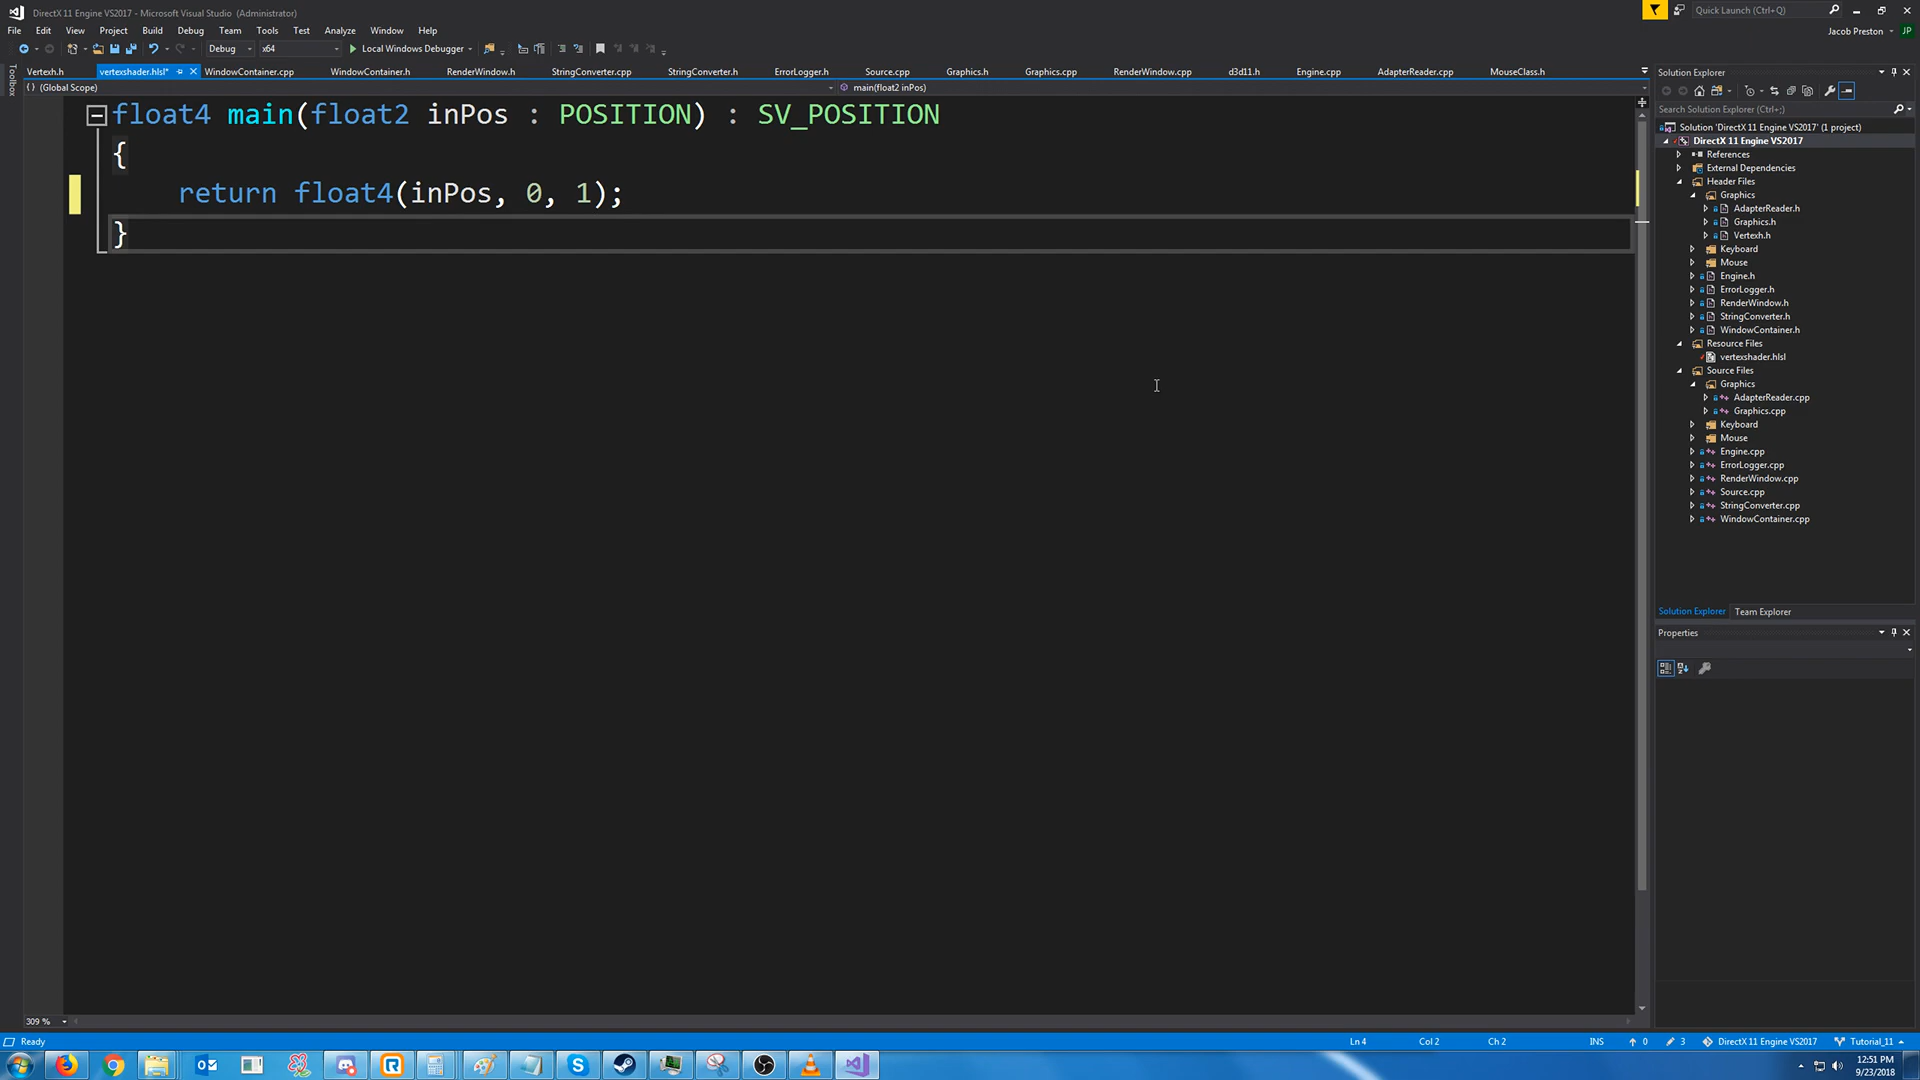 DirectX 11 Engine VS2017 - Microsoft Visual Studio (Administrator)
Quick Launch (Ctrl+Q)
File Edit View Project Build Debug Team Tools Test Analyze Window Help
Jacob Preston JP
Debug x64 Local Windows Debugger
Toolbox
Vertexh.h vertexshader.hlsl* WindowContainer.cpp WindowContainer.h RenderWindow.h StringConverter.cpp StringConverter.h ErrorLogger.h Source.cpp Graphics.h Graphics.cpp RenderWindow.cpp d3d11.h Engine.cpp AdapterReader.cpp MouseClass.h
{ } (Global Scope) main(float2 inPos)
float4 main(float2 inPos : POSITION) : SV_POSITION
{
return float4(inPos, 0, 1);
}
309 %
Solution Explorer
Search Solution Explorer (Ctrl+;)
Solution 'DirectX 11 Engine VS2017' (1 project)
DirectX 11 Engine VS2017
References
External Dependencies
Header Files
Graphics
AdapterReader.h
Graphics.h
Vertexh.h
Keyboard
Mouse
Engine.h
ErrorLogger.h
RenderWindow.h
StringConverter.h
WindowContainer.h
Resource Files
vertexshader.hlsl
Source Files
Graphics
AdapterReader.cpp
Graphics.cpp
Keyboard
Mouse
Engine.cpp
ErrorLogger.cpp
RenderWindow.cpp
Source.cpp
StringConverter.cpp
WindowContainer.cpp
Solution Explorer Team Explorer
Properties
Ready Ln 4 Col 2 Ch 2 INS 0 3 DirectX 11 Engine VS2017 Tutorial_11
12:51 PM
9/23/2018